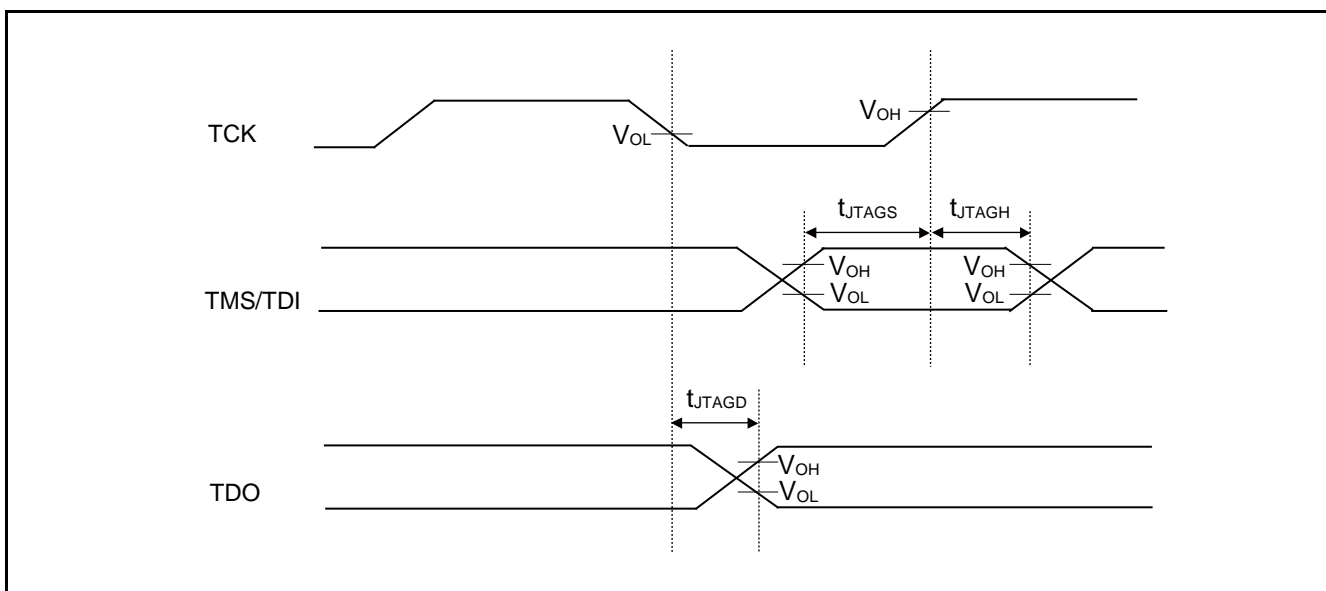 TCK
VOL
VOH
tJTAGS
tJTAGH
TMS/TDI
VOH
VOL
VOH
VOL
tJTAGD
TDO
VOH
VOL